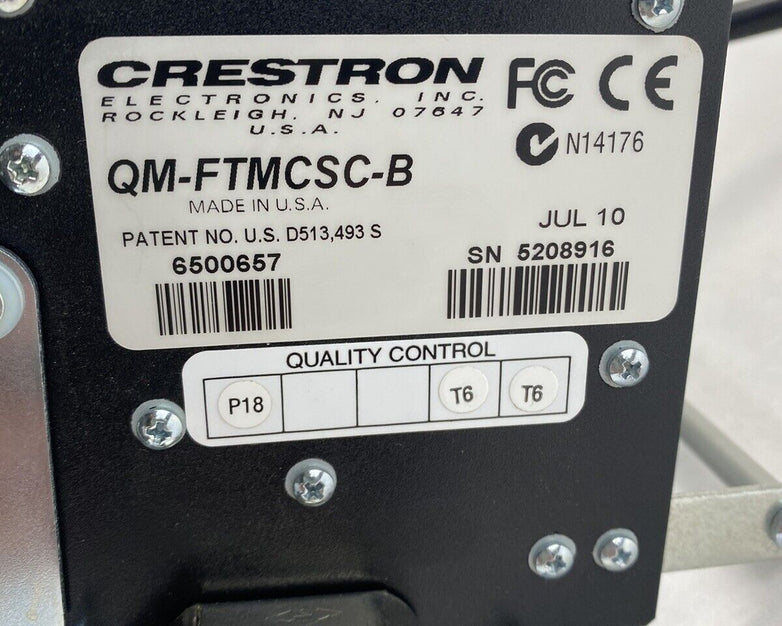 CRESTRON
ELECTRONICS, INC.
ROCKLEIGH, NJ 07647
U.S.A.
FC CE
N14176
QM-FTMCSC-B
MADE IN U.S.A.
PATENT NO. U.S. D513,493 S
JUL 10
6500657
SN 5208916
QUALITY CONTROL
P18 T6 T6